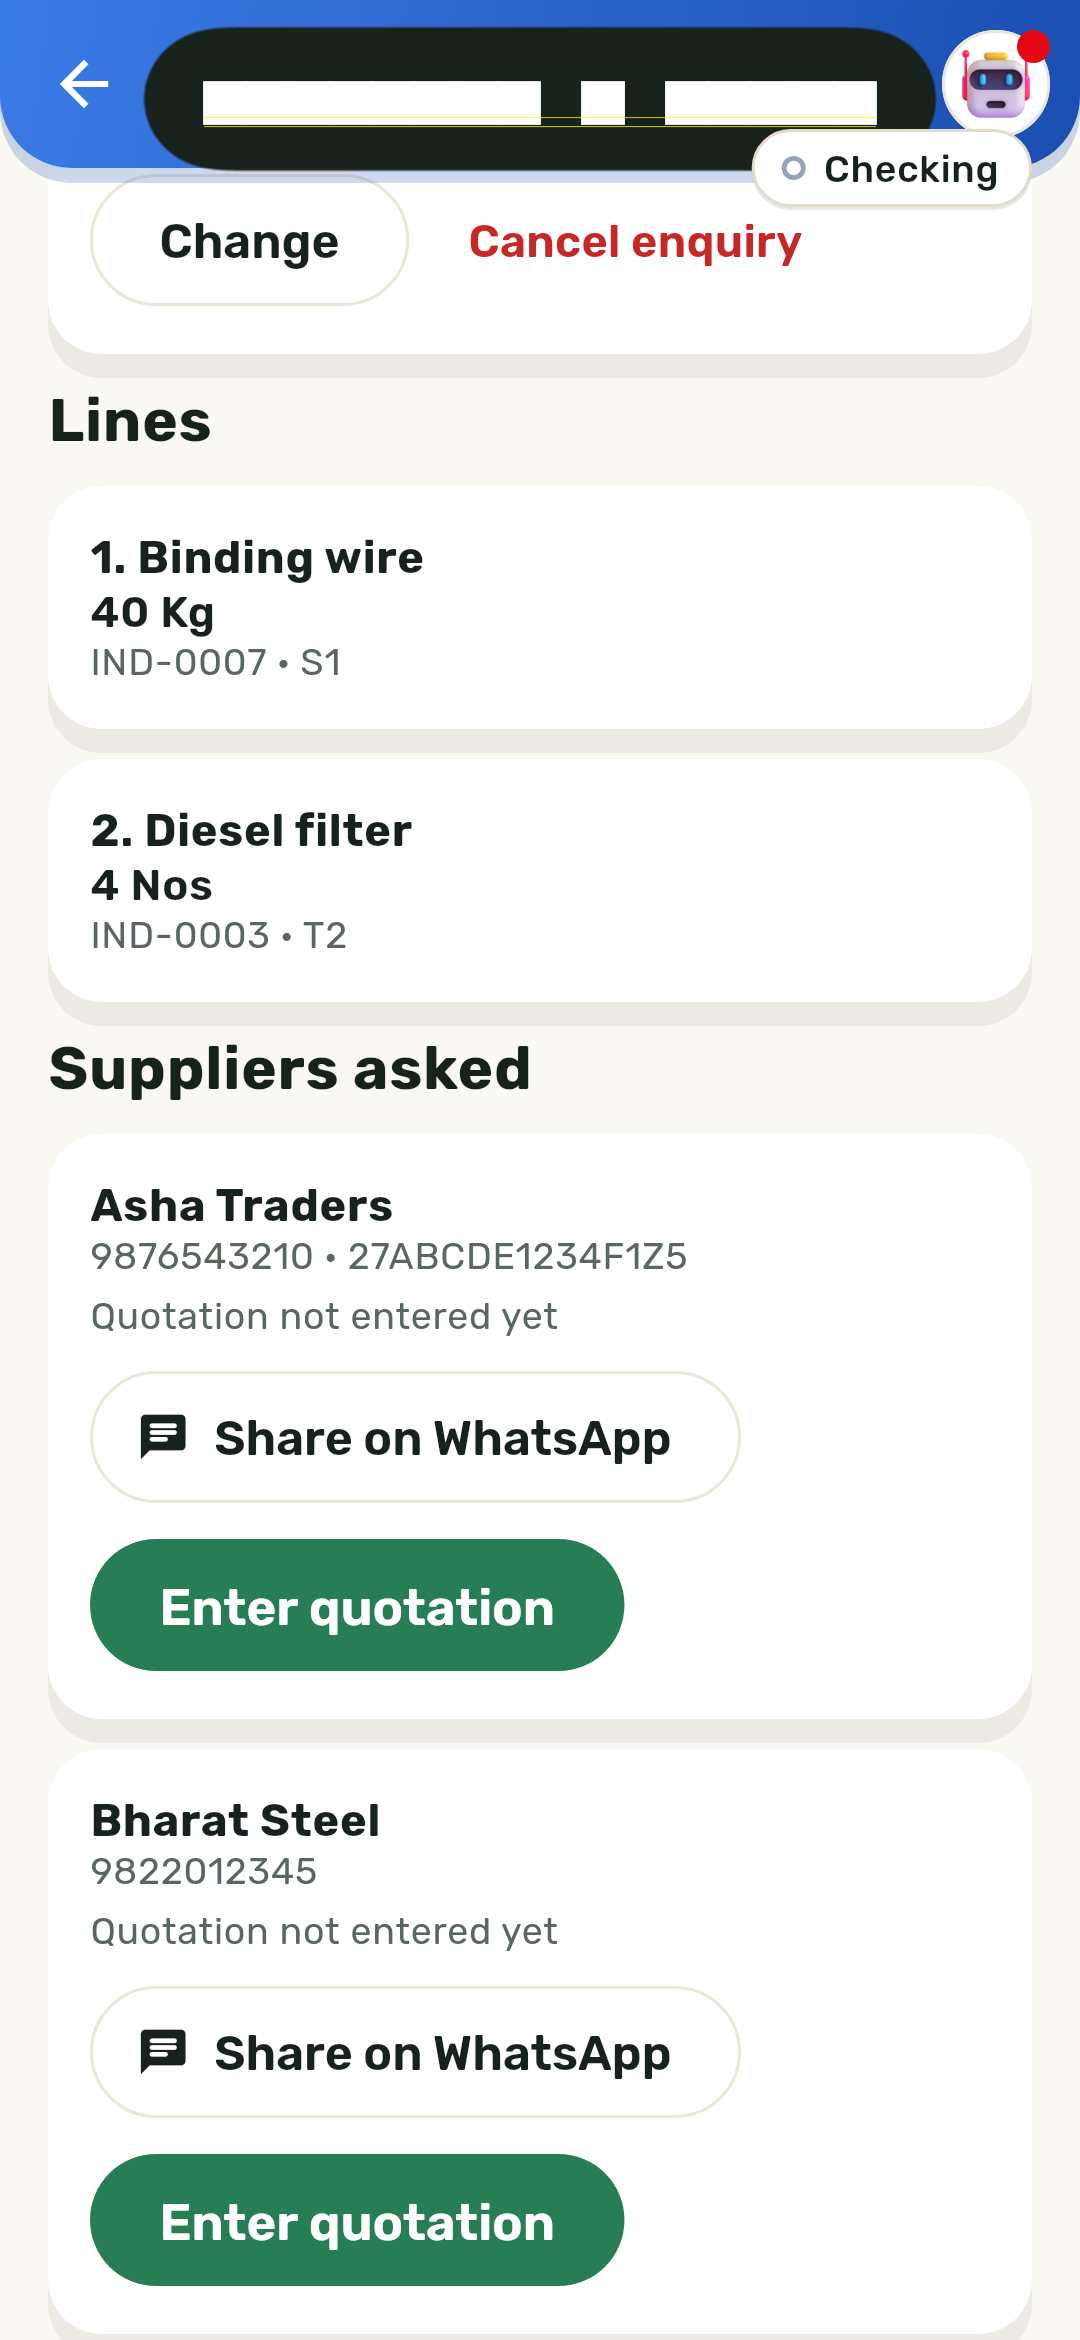 Checking
Change
Cancel enquiry
Lines
1. Binding wire
40 Kg
IND-0007 • S1
2. Diesel filter
4 Nos
IND-0003 • T2
Suppliers asked
Asha Traders
9876543210 • 27ABCDE1234F1Z5
Quotation not entered yet
Share on WhatsApp
Enter quotation
Bharat Steel
9822012345
Quotation not entered yet
Share on WhatsApp
Enter quotation